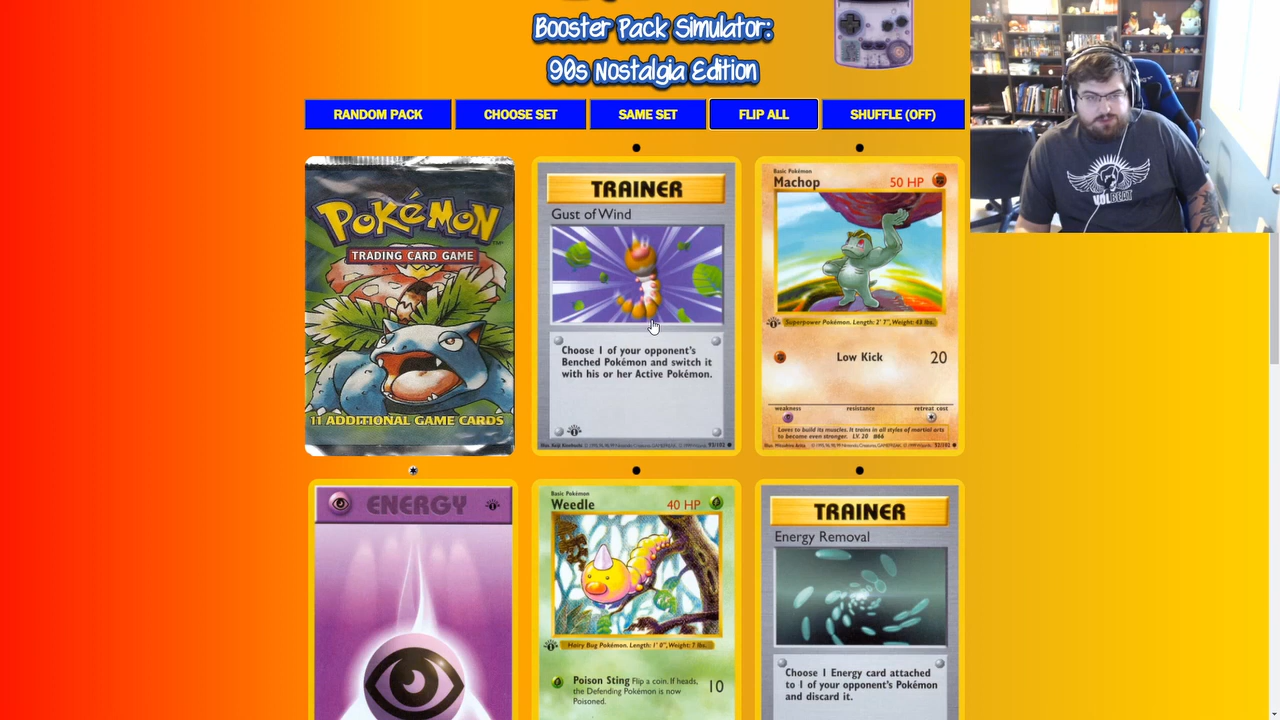 Booster Pack Simulator:
90s Nostalgia Edition
RANDOM PACK
CHOOSE SET
SAME SET
FLIP ALL
SHUFFLE (OFF)
POKéMON
TRADING CARD GAME
11 ADDITIONAL GAME CARDS
TRAINER
Gust of Wind
Choose 1 of your opponent's
Benched Pokémon and switch it
with his or her Active Pokémon.
Basic Pokémon
Machop
50 HP
Superpower Pokémon. Length: 2' 7", Weight: 43 lbs.
Low Kick
20
weakness
resistance
retreat cost
Loves to build its muscles. It trains in all styles of martial arts
to become even stronger. LV. 20 #66
VOLBEAT
ENERGY
Basic Pokémon
Weedle
40 HP
Hairy Bug Pokémon. Length: 1' 0", Weight: 7 lbs.
Poison Sting Flip a coin. If heads,
the Defending Pokémon is now
Poisoned.
10
TRAINER
Energy Removal
Choose 1 Energy card attached
to 1 of your opponent's Pokémon
and discard it.